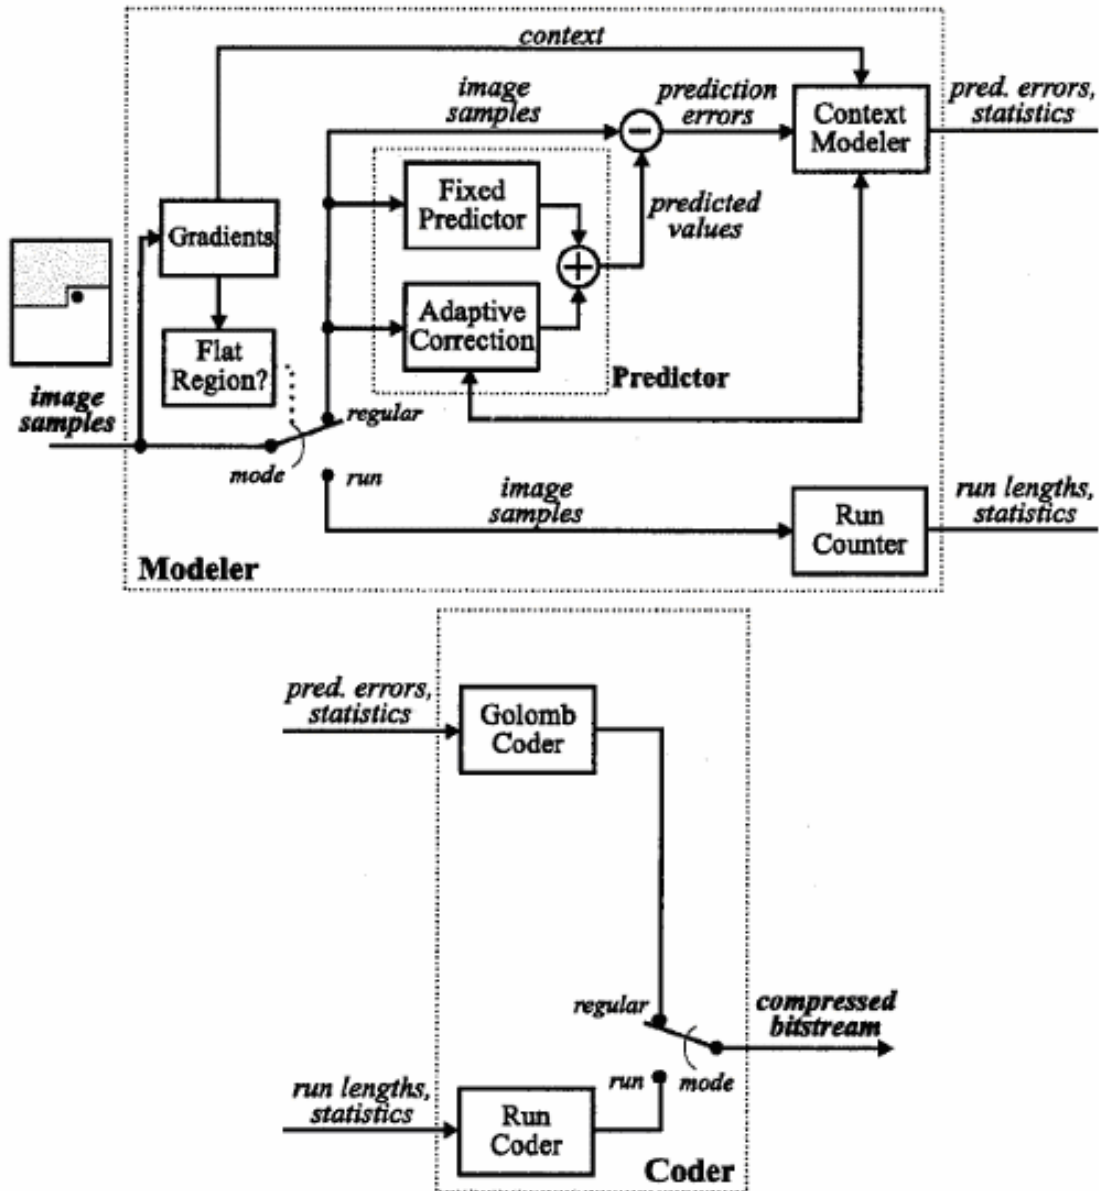 context
image
samples
prediction
errors
Context
Modeler
pred. errors,
statistics
Fixed
Predictor
predicted
values
Gradients
+
Adaptive
Correction
Flat
Region?
Predictor
image
samples
regular
mode
run
image
samples
Run
Counter
run lengths,
statistics
Modeler
pred. errors,
statistics
Golomb
Coder
regular
compressed
bitstream
run
mode
run lengths,
statistics
Run
Coder
Coder